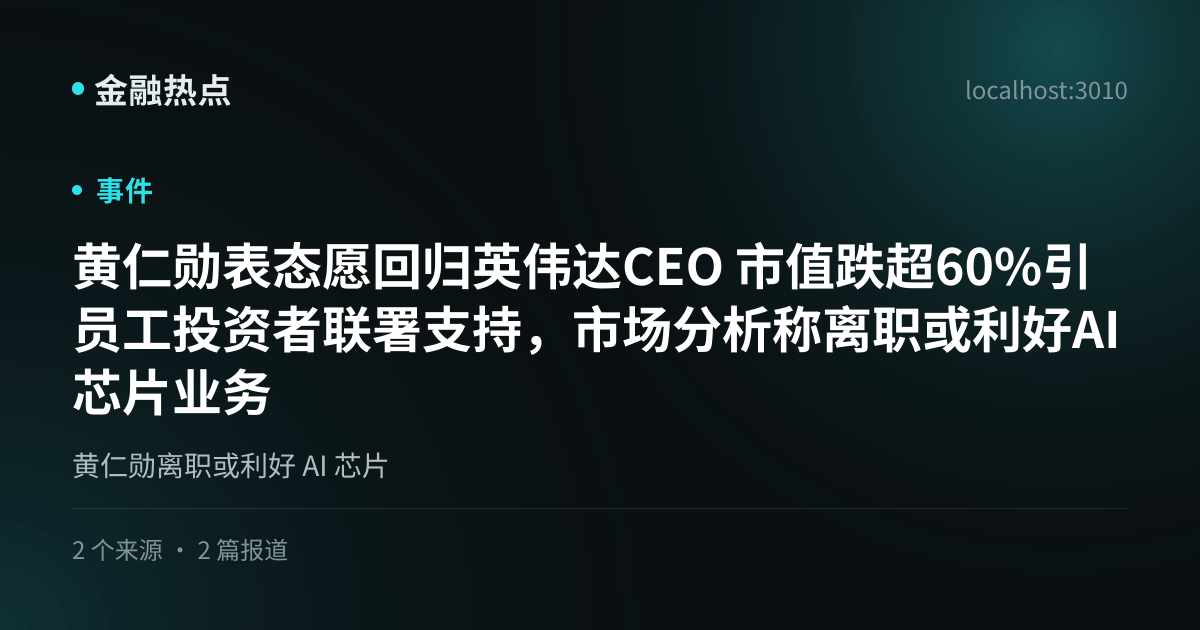 金融热点
localhost:3010
事件
黄仁勋表态愿回归英伟达CEO 市值跌超60%引
员工投资者联署支持，市场分析称离职或利好AI
芯片业务
黄仁勋离职或利好 AI 芯片
2 个来源 · 2 篇报道